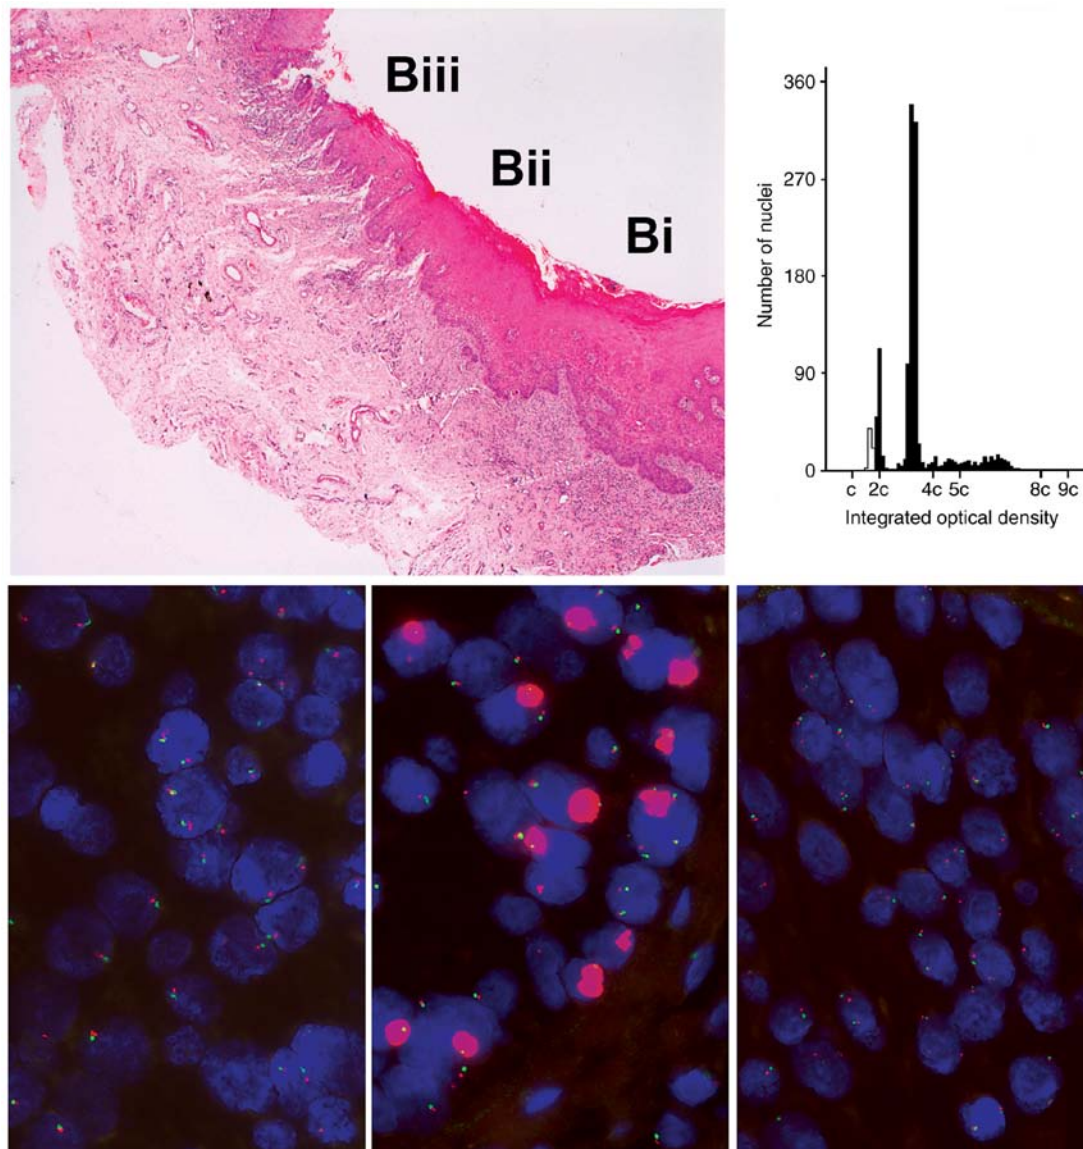 Biii
Bii
Bi
360
270
180
90
0
Number of nuclei
c 2c 4c 5c 8c 9c
Integrated optical density